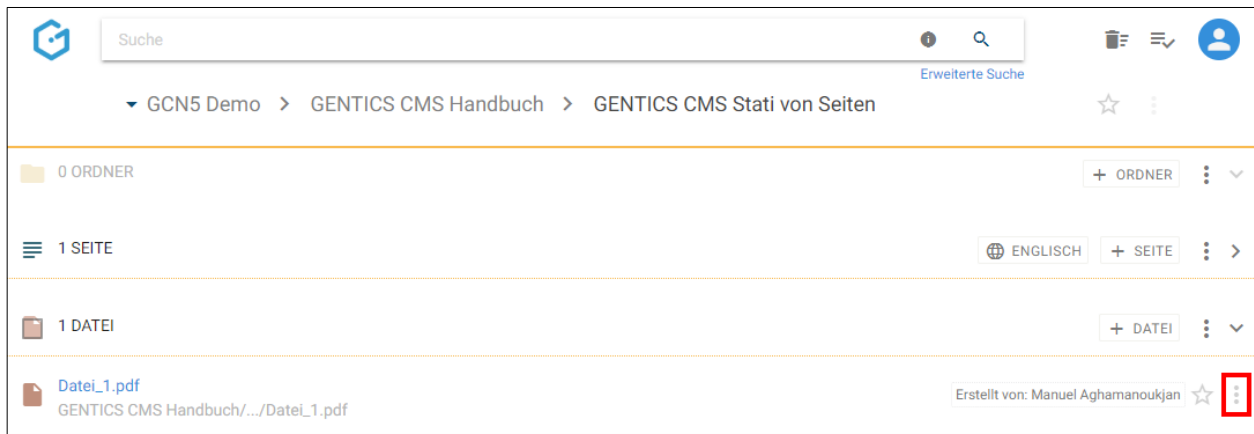 Suche
Erweiterte Suche
GCN5 Demo > GENTICS CMS Handbuch > GENTICS CMS Stati von Seiten
0 ORDNER + ORDNER
1 SEITE ENGLISCH + SEITE
1 DATEI + DATEI
Datei_1.pdf
Erstellt von: Manuel Aghamanoukjan
GENTICS CMS Handbuch/.../Datei_1.pdf